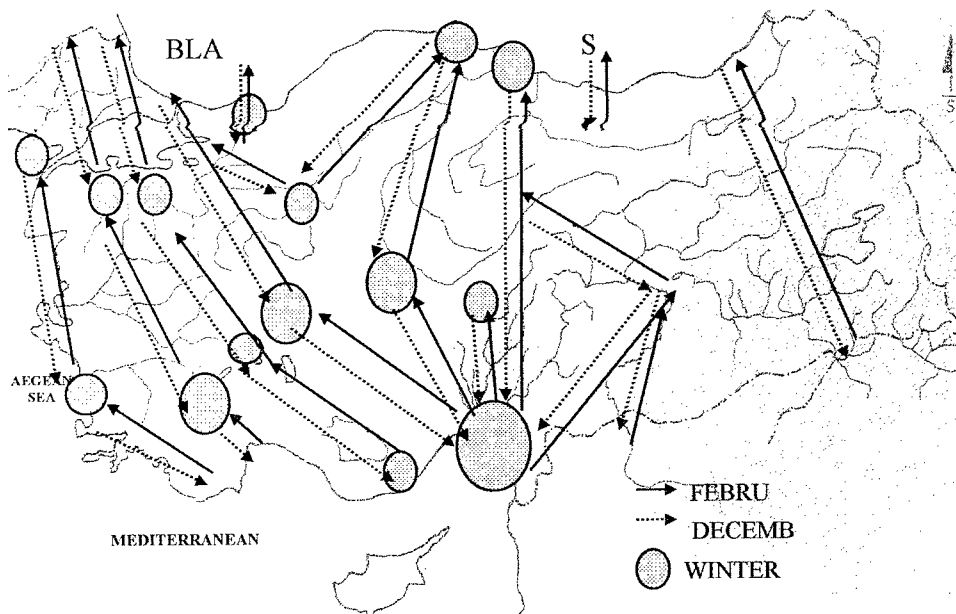 BLA
S
S
AEGEAN
SEA
MEDITERRANEAN
FEBRU
DECEMB
WINTER